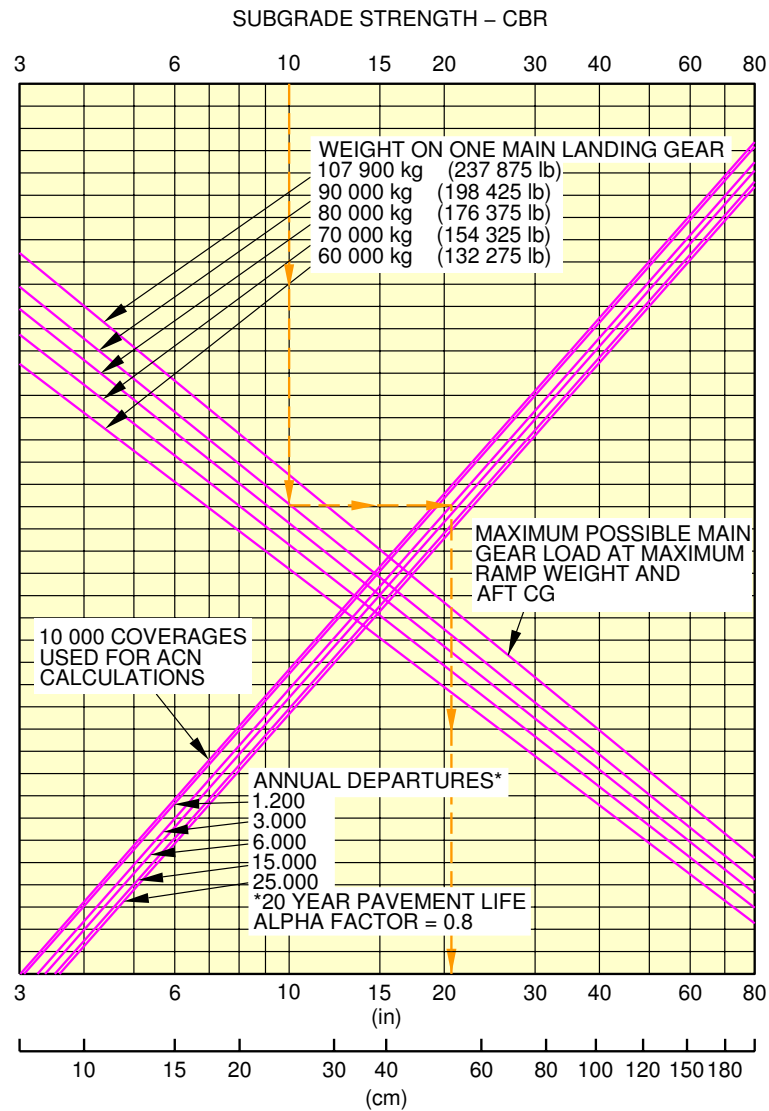 SUBGRADE STRENGTH – CBR
3 6 10 15 20 30 40 60 80
WEIGHT ON ONE MAIN LANDING GEAR
107 900 kg (237 875 lb)
90 000 kg (198 425 lb)
80 000 kg (176 375 lb)
70 000 kg (154 325 lb)
60 000 kg (132 275 lb)
MAXIMUM POSSIBLE MAIN
GEAR LOAD AT MAXIMUM
RAMP WEIGHT AND
AFT CG
10 000 COVERAGES
USED FOR ACN
CALCULATIONS
ANNUAL DEPARTURES*
1.200
3.000
6.000
15.000
25.000
*20 YEAR PAVEMENT LIFE
ALPHA FACTOR = 0.8
3 6 10 15 20 30 40 60 80
(in)
10 15 20 30 40 60 80 100 120 150 180
(cm)